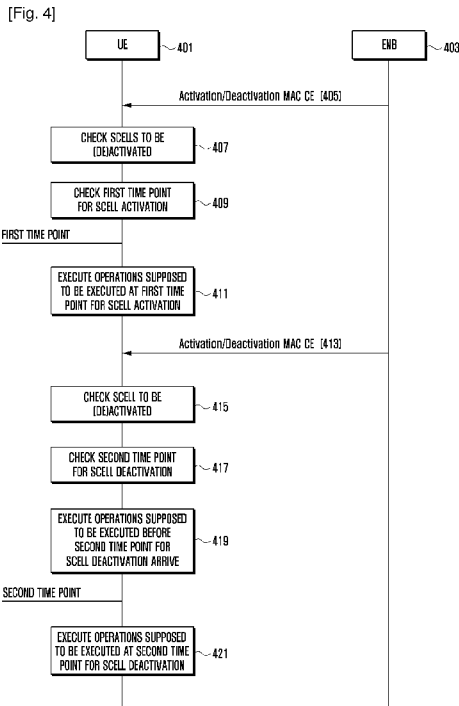 [Fig. 4]
UE
401
ENB
403
Activation/Deactivation MAC CE [405]
CHECK SCELLS TO BE
(DE)ACTIVATED
407
CHECK FIRST TIME POINT
FOR SCELL ACTIVATION
409
FIRST TIME POINT
EXECUTE OPERATIONS SUPPOSED
TO BE EXECUTED AT FIRST TIME
POINT FOR SCELL ACTIVATION
411
Activation/Deactivation MAC CE [413]
CHECK SCELL TO BE
(DE)ACTIVATED
415
CHECK SECOND TIME POINT
FOR SCELL DEACTIVATION
417
EXECUTE OPERATIONS SUPPOSED
TO BE EXECUTED BEFORE
SECOND TIME POINT FOR
SCELL DEACTIVATION ARRIVE
419
SECOND TIME POINT
EXECUTE OPERATIONS SUPPOSED
TO BE EXECUTED AT SECOND TIME
POINT FOR SCELL DEACTIVATION
421